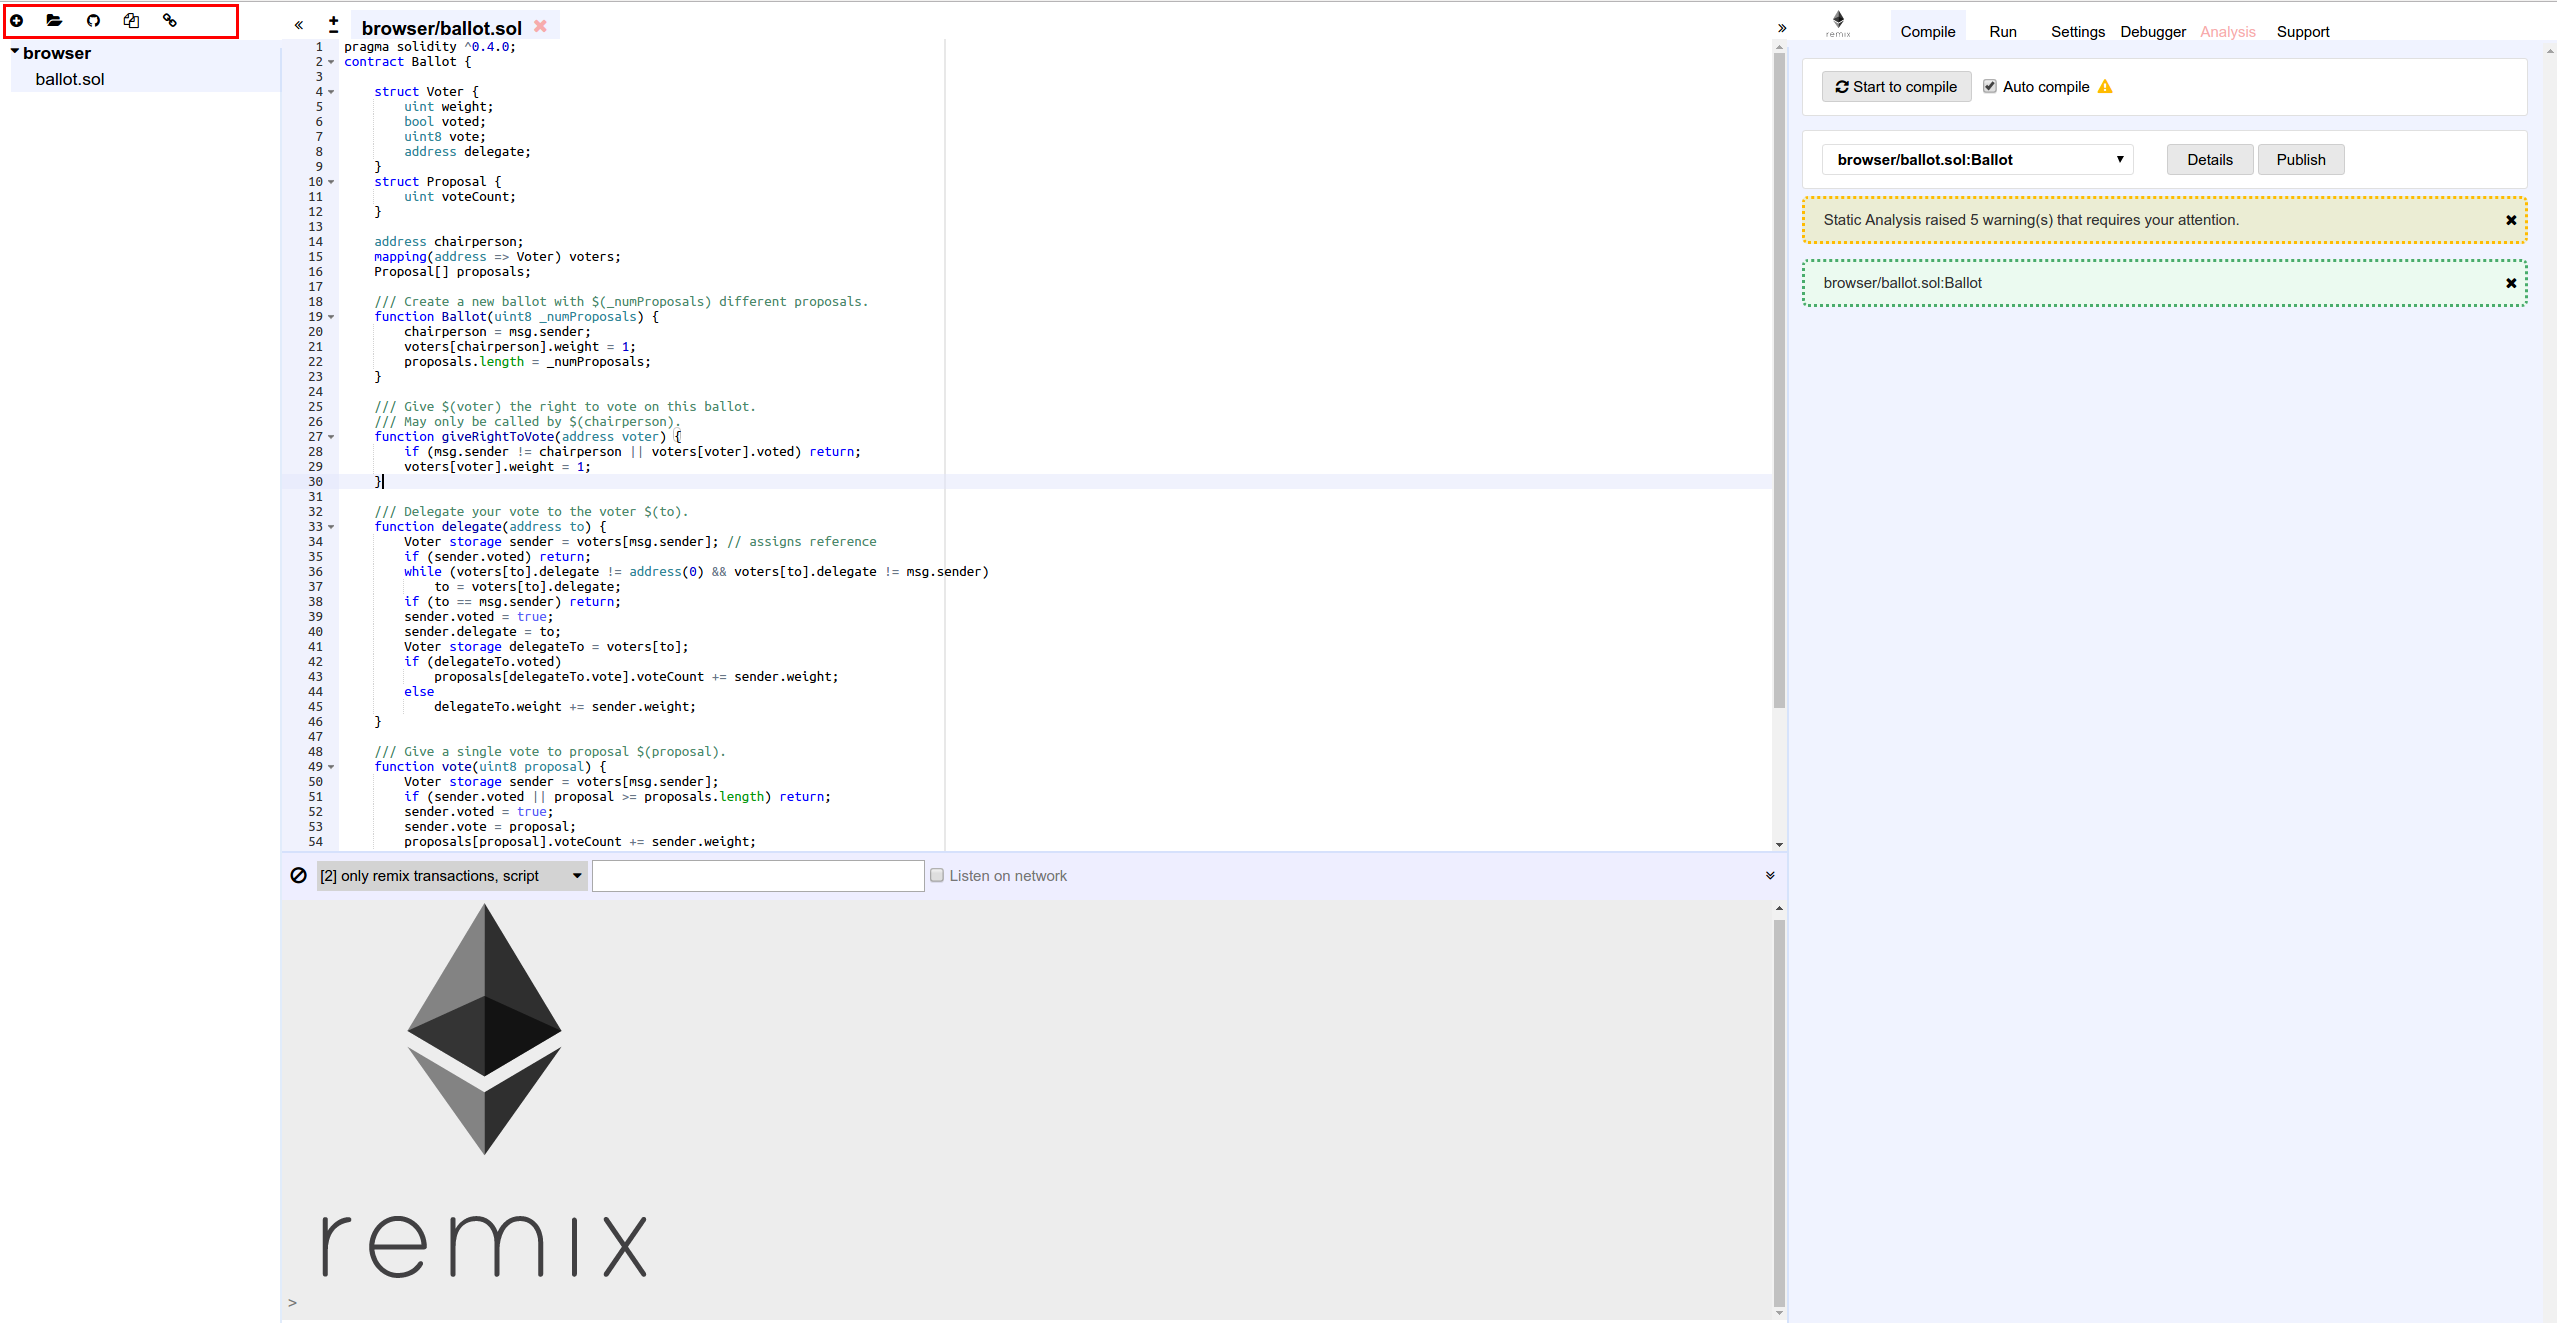 browser
ballot.sol
browser/ballot.sol
1 pragma solidity ^0.4.0;
2 contract Ballot {
3
4 struct Voter {
5 uint weight;
6 bool voted;
7 uint8 vote;
8 address delegate;
9 }
10 struct Proposal {
11 uint voteCount;
12 }
13
14 address chairperson;
15 mapping(address => Voter) voters;
16 Proposal[] proposals;
17
18 /// Create a new ballot with $(_numProposals) different proposals.
19 function Ballot(uint8 _numProposals) {
20 chairperson = msg.sender;
21 voters[chairperson].weight = 1;
22 proposals.length = _numProposals;
23 }
24
25 /// Give $(voter) the right to vote on this ballot.
26 /// May only be called by $(chairperson).
27 function giveRightToVote(address voter) {
28 if (msg.sender != chairperson || voters[voter].voted) return;
29 voters[voter].weight = 1;
30 }
31
32 /// Delegate your vote to the voter $(to).
33 function delegate(address to) {
34 Voter storage sender = voters[msg.sender]; // assigns reference
35 if (sender.voted) return;
36 while (voters[to].delegate != address(0) && voters[to].delegate != msg.sender)
37 to = voters[to].delegate;
38 if (to == msg.sender) return;
39 sender.voted = true;
40 sender.delegate = to;
41 Voter storage delegateTo = voters[to];
42 if (delegateTo.voted)
43 proposals[delegateTo.vote].voteCount += sender.weight;
44 else
45 delegateTo.weight += sender.weight;
46 }
47
48 /// Give a single vote to proposal $(proposal).
49 function vote(uint8 proposal) {
50 Voter storage sender = voters[msg.sender];
51 if (sender.voted || proposal >= proposals.length) return;
52 sender.voted = true;
53 sender.vote = proposal;
54 proposals[proposal].voteCount += sender.weight;
[2] only remix transactions, script
Listen on network
remix
>
remix
Compile Run Settings Debugger Analysis Support
Start to compile Auto compile
browser/ballot.sol:Ballot Details Publish
Static Analysis raised 5 warning(s) that requires your attention.
browser/ballot.sol:Ballot